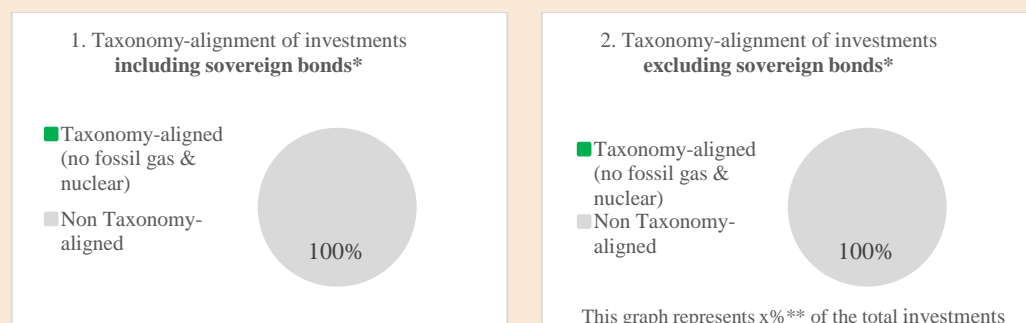 1. Taxonomy-alignment of investments
including sovereign bonds*
Taxonomy-aligned
(no fossil gas &
nuclear)
Non Taxonomy-
aligned
100%
2. Taxonomy-alignment of investments
excluding sovereign bonds*
Taxonomy-aligned
(no fossil gas &
nuclear)
Non Taxonomy-
aligned
100%
This graph represents x%** of the total investments